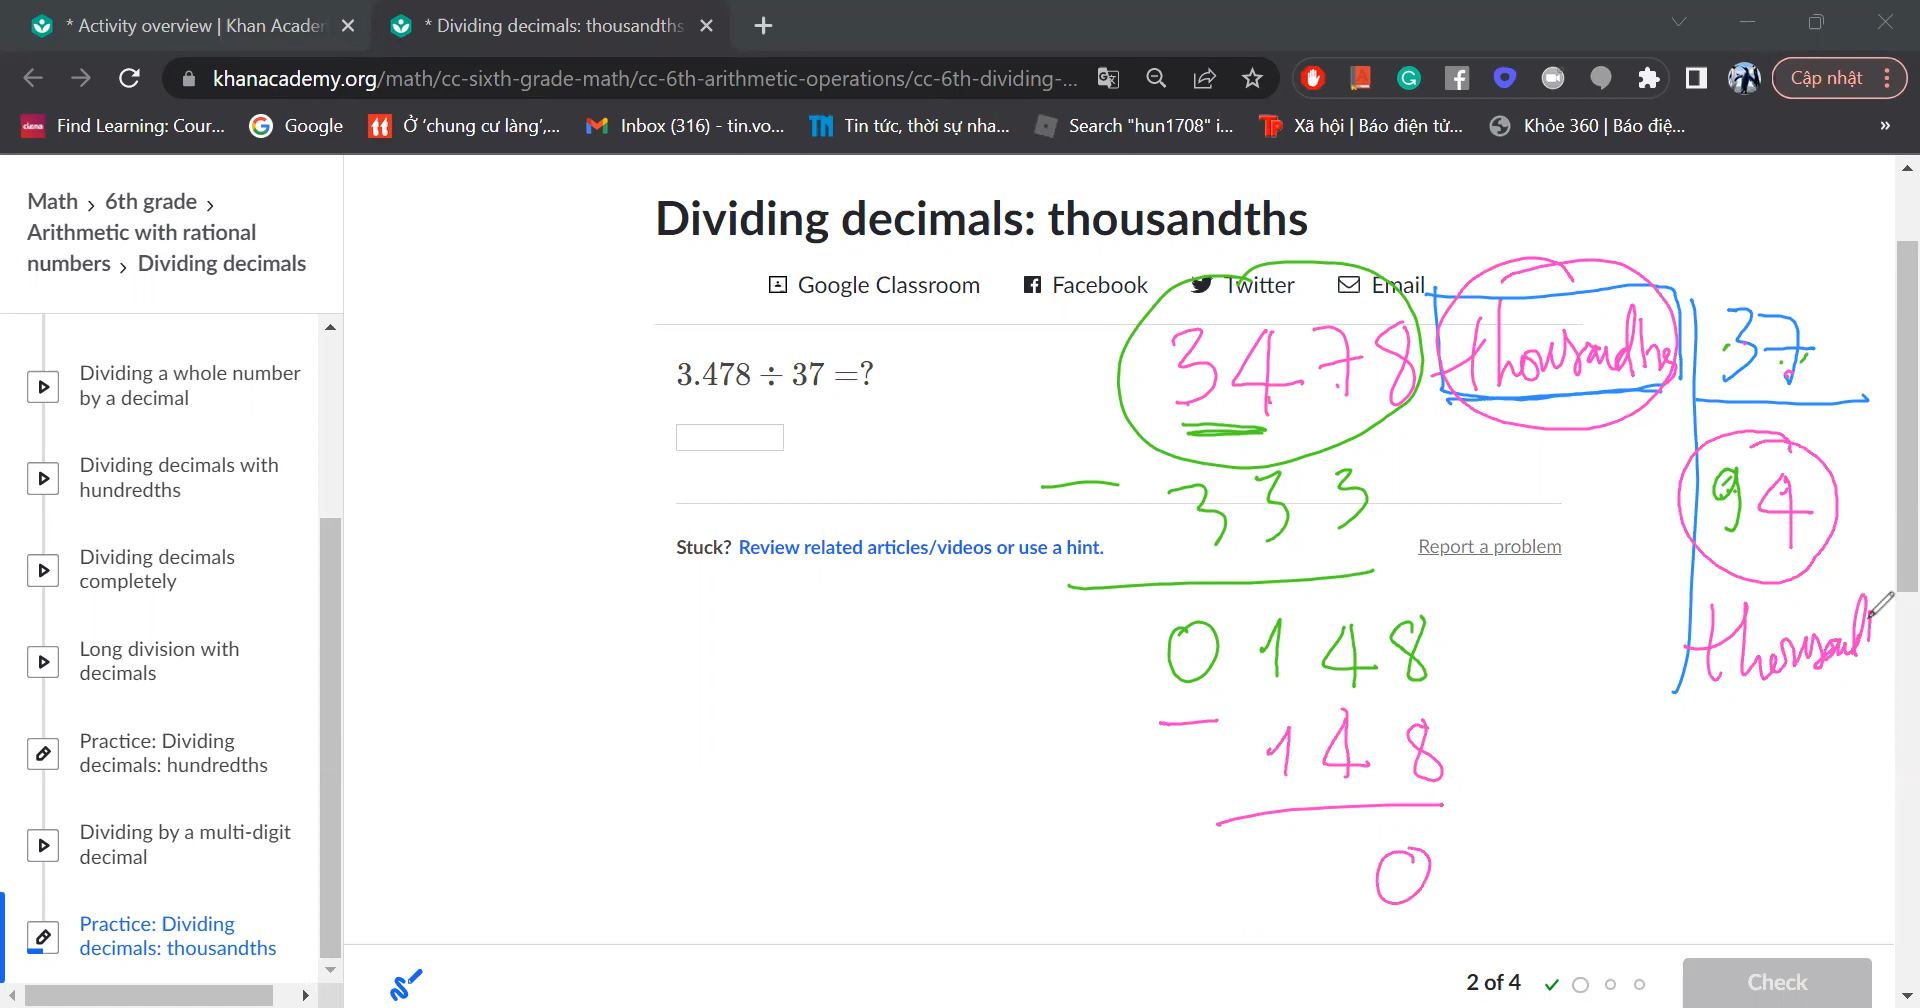 * Activity overview | Khan Acader
* Dividing decimals: thousandths
khanacademy.org/math/cc-sixth-grade-math/cc-6th-arithmetic-operations/cc-6th-dividing-...
Cập nhật
Find Learning: Cour...
Google
Ở 'chung cư làng',...
Inbox (316) - tin.vo...
Tin tức, thời sự nha...
Search "hun1708" i...
Xã hội | Báo điện tử...
Khỏe 360 | Báo điệ...
»
Math > 6th grade >
Arithmetic with rational
numbers > Dividing decimals
Dividing a whole number
by a decimal
Dividing decimals with
hundredths
Dividing decimals
completely
Long division with
decimals
Practice: Dividing
decimals: hundredths
Dividing by a multi-digit
decimal
Practice: Dividing
decimals: thousandths
Dividing decimals: thousandths
Google Classroom
Facebook
Twitter
Email
3.478 ÷ 37 =?
Stuck? Review related articles/videos or use a hint.
Report a problem
3478 thousandths
37
94
- 333
0148
- 148
0
2 of 4
Check